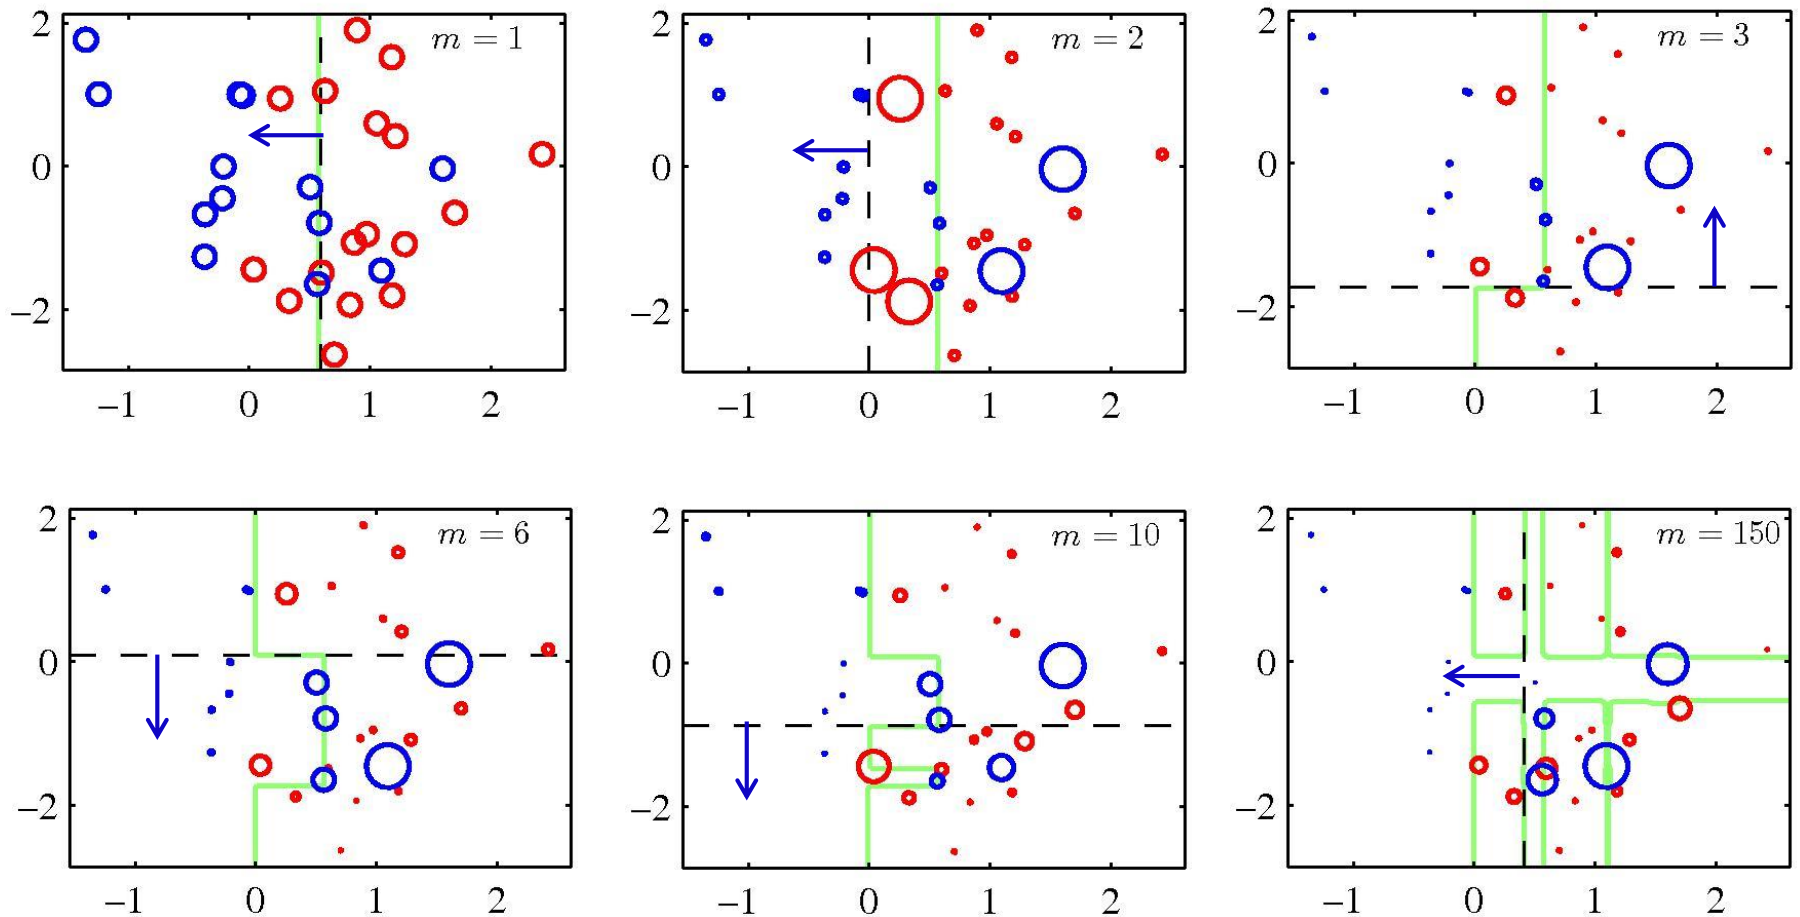 2 m = 1 2 m = 2 2 m = 3
0 0 0
−2 −2 −2
−1 0 1 2 −1 0 1 2 −1 0 1 2
2 m = 6 2 m = 10 2 m = 150
0 0 0
−2 −2 −2
−1 0 1 2 −1 0 1 2 −1 0 1 2